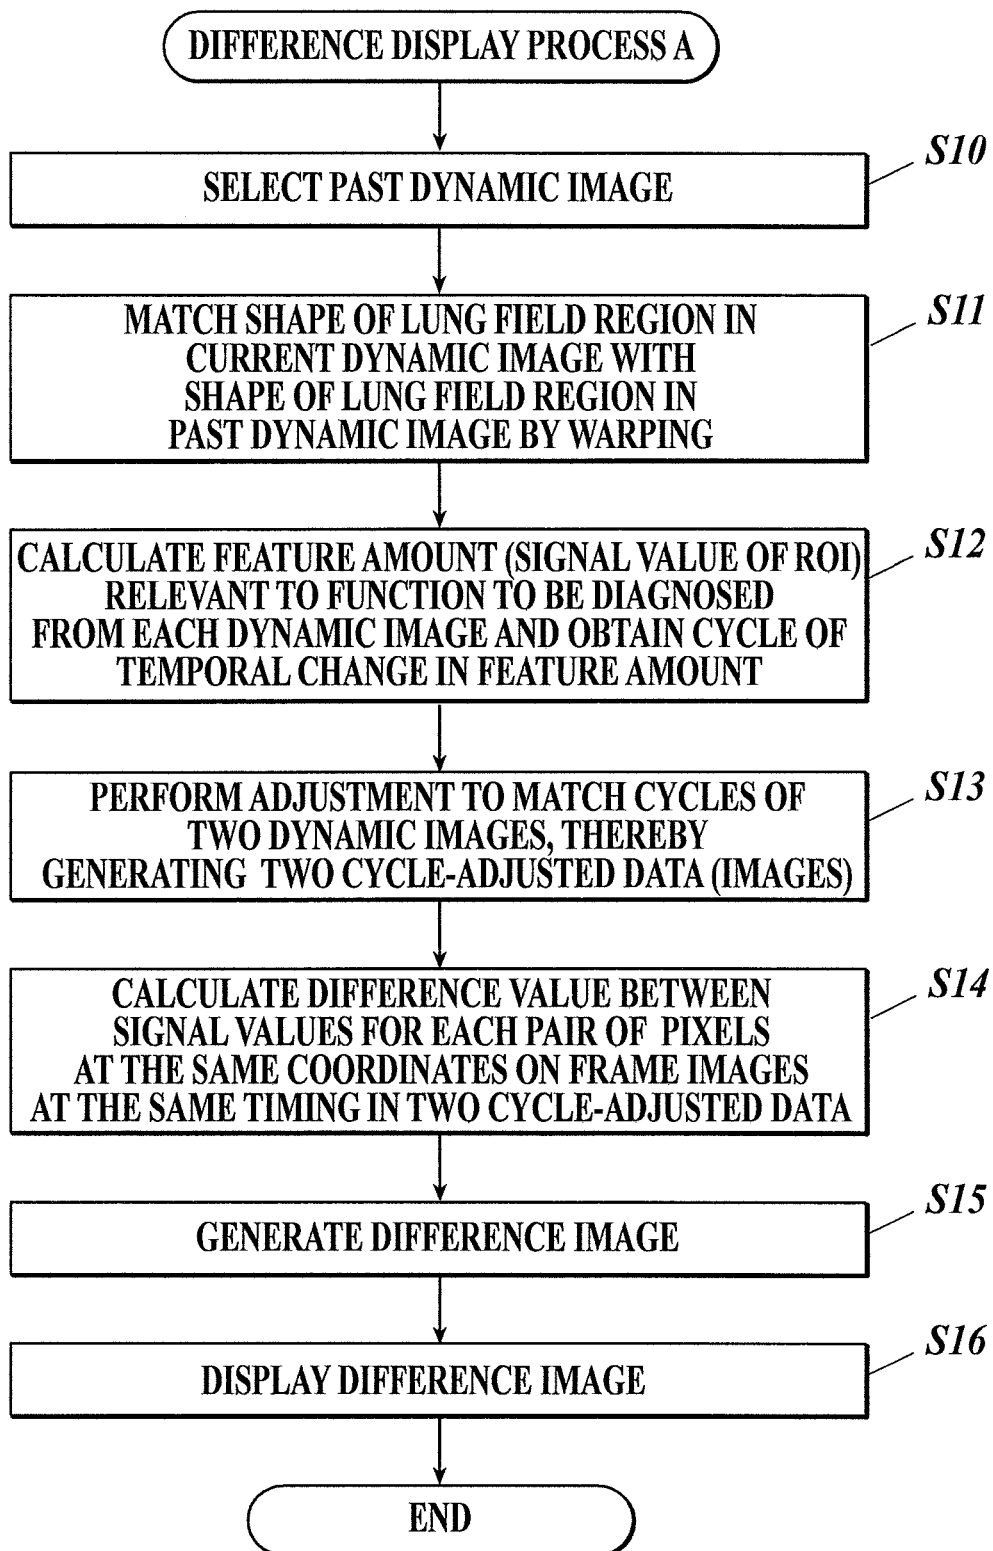 DIFFERENCE DISPLAY PROCESS A
S10
SELECT PAST DYNAMIC IMAGE
S11
MATCH SHAPE OF LUNG FIELD REGION IN
CURRENT DYNAMIC IMAGE WITH
SHAPE OF LUNG FIELD REGION IN
PAST DYNAMIC IMAGE BY WARPING
S12
CALCULATE FEATURE AMOUNT (SIGNAL VALUE OF ROI)
RELEVANT TO FUNCTION TO BE DIAGNOSED
FROM EACH DYNAMIC IMAGE AND OBTAIN CYCLE OF
TEMPORAL CHANGE IN FEATURE AMOUNT
S13
PERFORM ADJUSTMENT TO MATCH CYCLES OF
TWO DYNAMIC IMAGES, THEREBY
GENERATING TWO CYCLE-ADJUSTED DATA (IMAGES)
S14
CALCULATE DIFFERENCE VALUE BETWEEN
SIGNAL VALUES FOR EACH PAIR OF PIXELS
AT THE SAME COORDINATES ON FRAME IMAGES
AT THE SAME TIMING IN TWO CYCLE-ADJUSTED DATA
S15
GENERATE DIFFERENCE IMAGE
S16
DISPLAY DIFFERENCE IMAGE
END